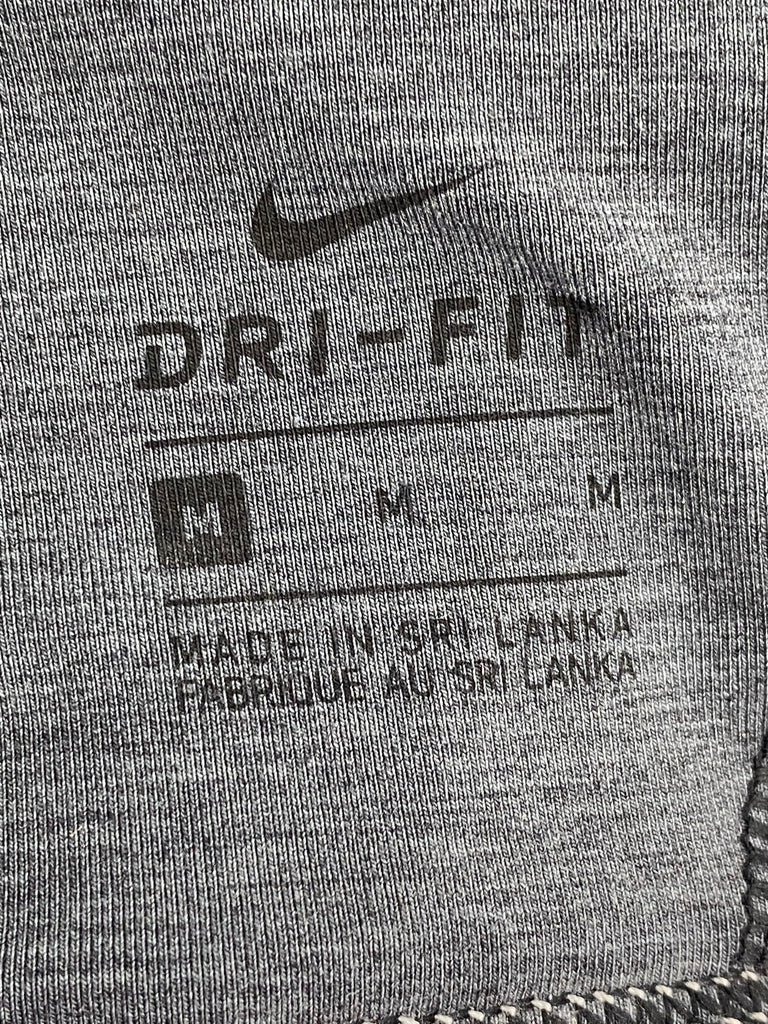 DRI-FIT
M M M
MADE IN SRI LANKA
FABRIQUE AU SRI LANKA